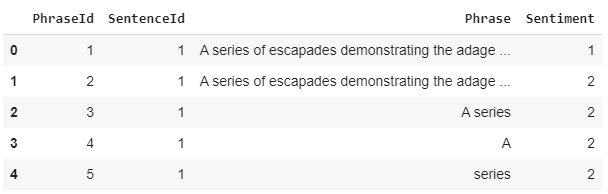 PhraseId SentenceId Phrase Sentiment
0 1 1 A series of escapades demonstrating the adage ... 1
1 2 1 A series of escapades demonstrating the adage ... 2
2 3 1 A series 2
3 4 1 A 2
4 5 1 series 2